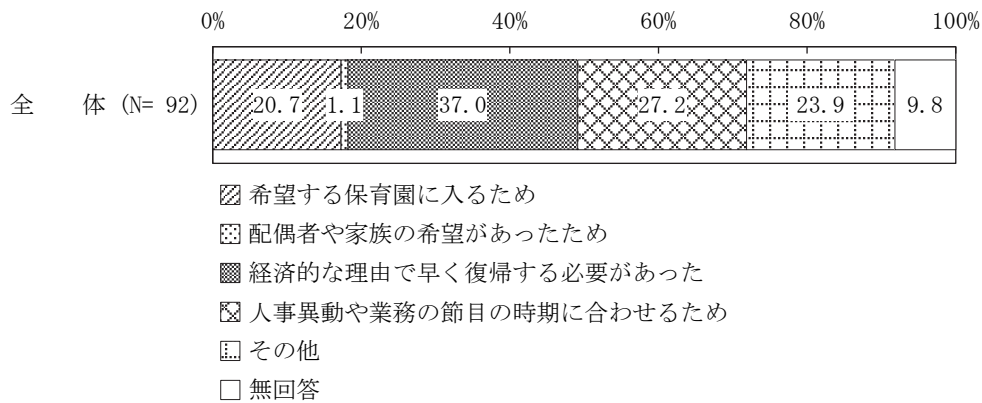 0% 20% 40% 60% 80% 100%
全 体 (N= 92) 20.7 1.1 37.0 27.2 23.9 9.8
希望する保育園に入るため
配偶者や家族の希望があったため
経済的な理由で早く復帰する必要があった
人事異動や業務の節目の時期に合わせるため
その他
無回答